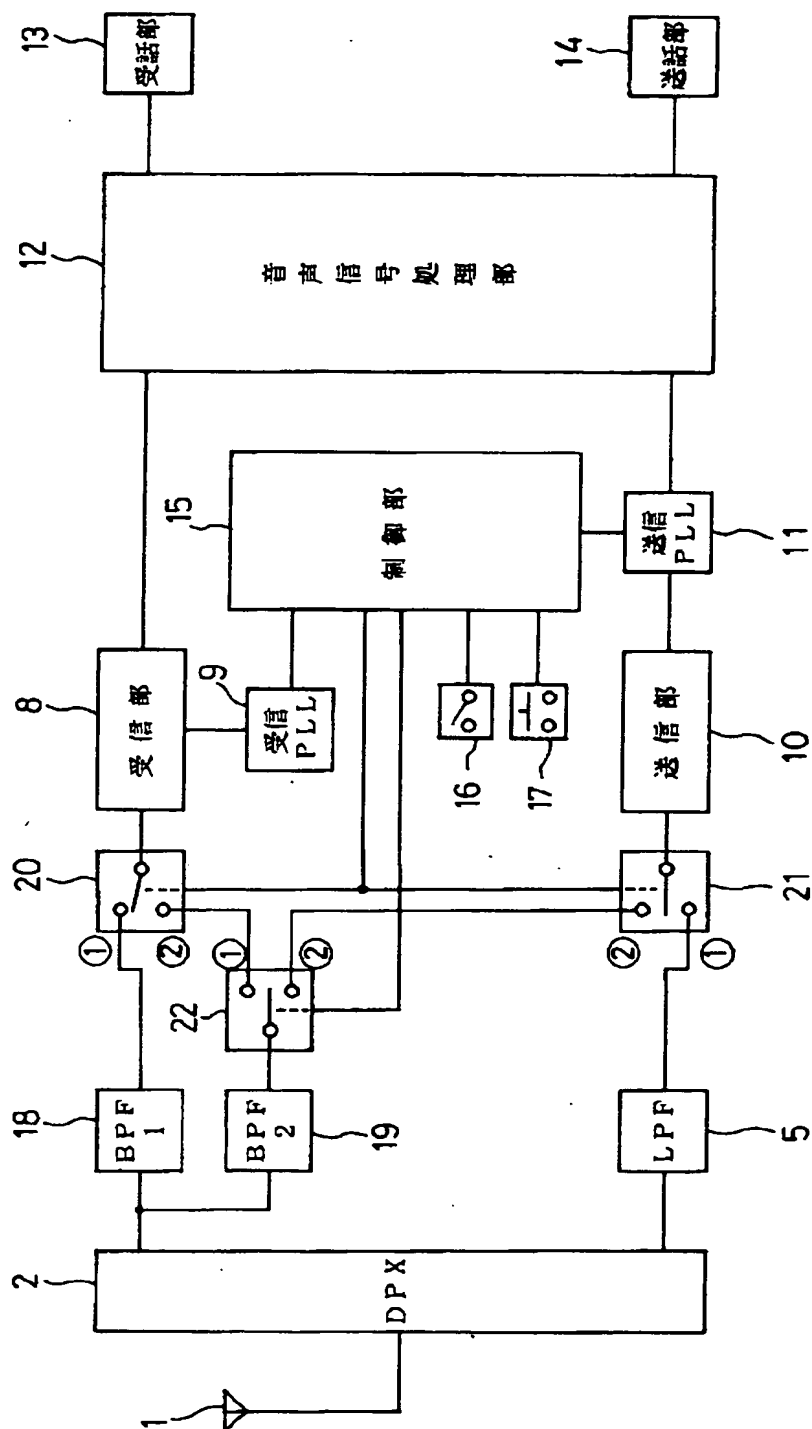 1
2
DPX
18
BPF
1
BPF
2
19
LPF
5
①
②
20
22
①
②
②
①
21
8
受信部
9
受信
PLL
16
17
送信部
10
15
制御部
送信
PLL
11
12
音声信号処理部
13
受話部
14
送話部